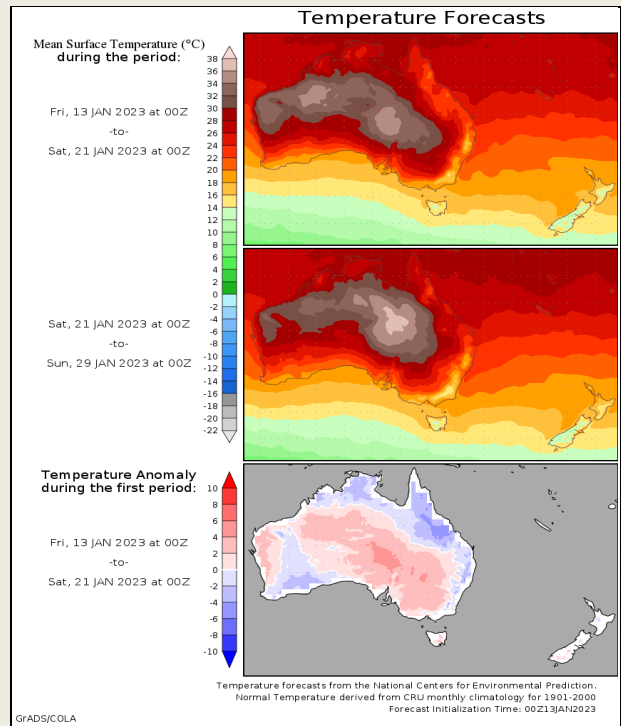 Temperature Forecasts
Mean Surface Temperature (°C)
during the period:
Fri, 13 JAN 2023 at 00Z
-to-
Sat, 21 JAN 2023 at 00Z
38
36
34
32
30
28
26
24
22
20
18
16
14
12
10
8
6
4
2
0
-2
-4
-6
-8
-10
-12
-14
-16
-18
-20
-22
Sat, 21 JAN 2023 at 00Z
-to-
Sun, 29 JAN 2023 at 00Z
Temperature Anomaly
during the first period:
Fri, 13 JAN 2023 at 00Z
-to-
Sat, 21 JAN 2023 at 00Z
10
8
6
4
2
0
-2
-4
-6
-8
-10
Temperature forecasts from the National Centers for Environmental Prediction.
Normal Temperature derived from CRU monthly climatology for 1901-2000
Forecast Initialization Time: 00Z13JAN2023
GrADS/COLA